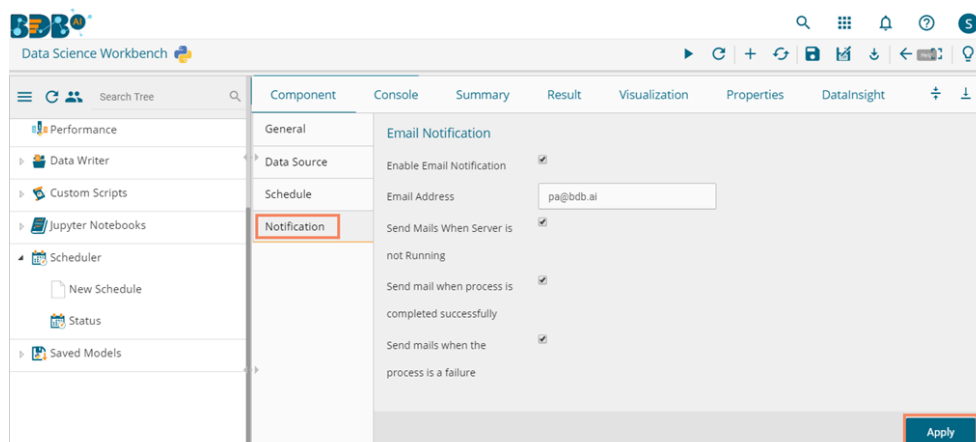 BDB AI
Data Science Workbench
S
Search Tree
Performance
Data Writer
Custom Scripts
Jupyter Notebooks
Scheduler
New Schedule
Status
Saved Models
Component Console Summary Result Visualization Properties DataInsight
General
Data Source
Schedule
Notification
Email Notification
Enable Email Notification
Email Address pa@bdb.ai
Send Mails When Server is
not Running
Send mail when process is
completed successfully
Send mails when the
process is a failure
Apply